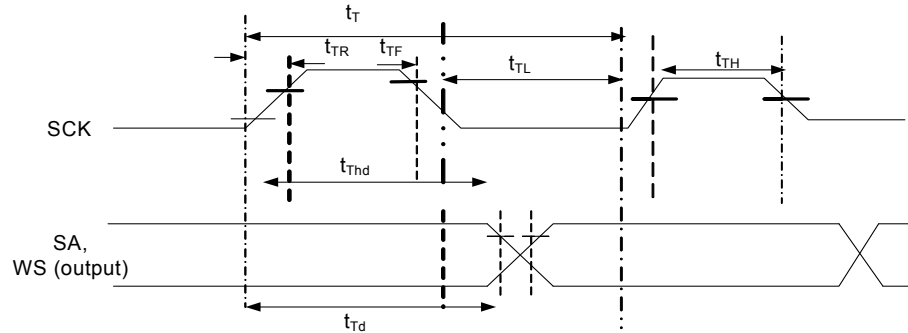 tT
tTR
tTF
tTL
tTH
SCK
tThd
SA,
WS (output)
tTd